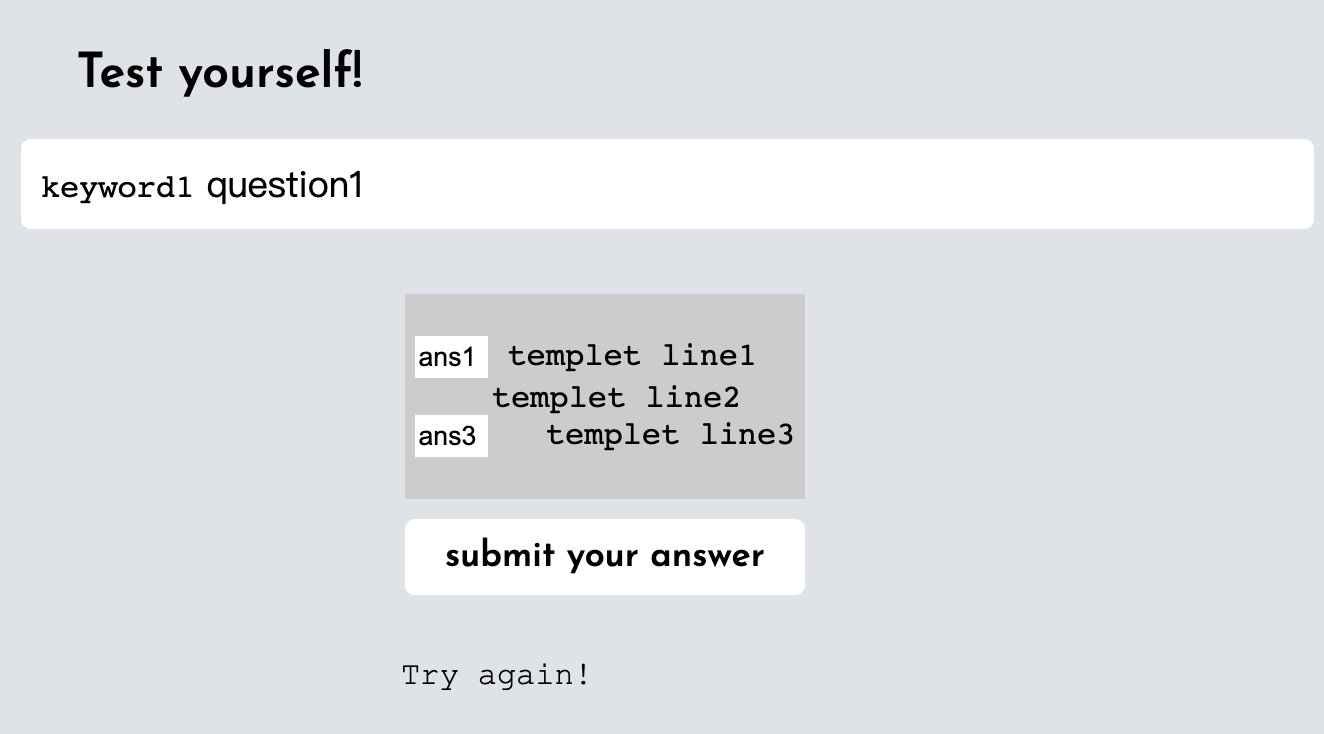 Test yourself!
keyword1 question1
ans1 templet line1
templet line2
ans3 templet line3
submit your answer
Try again!